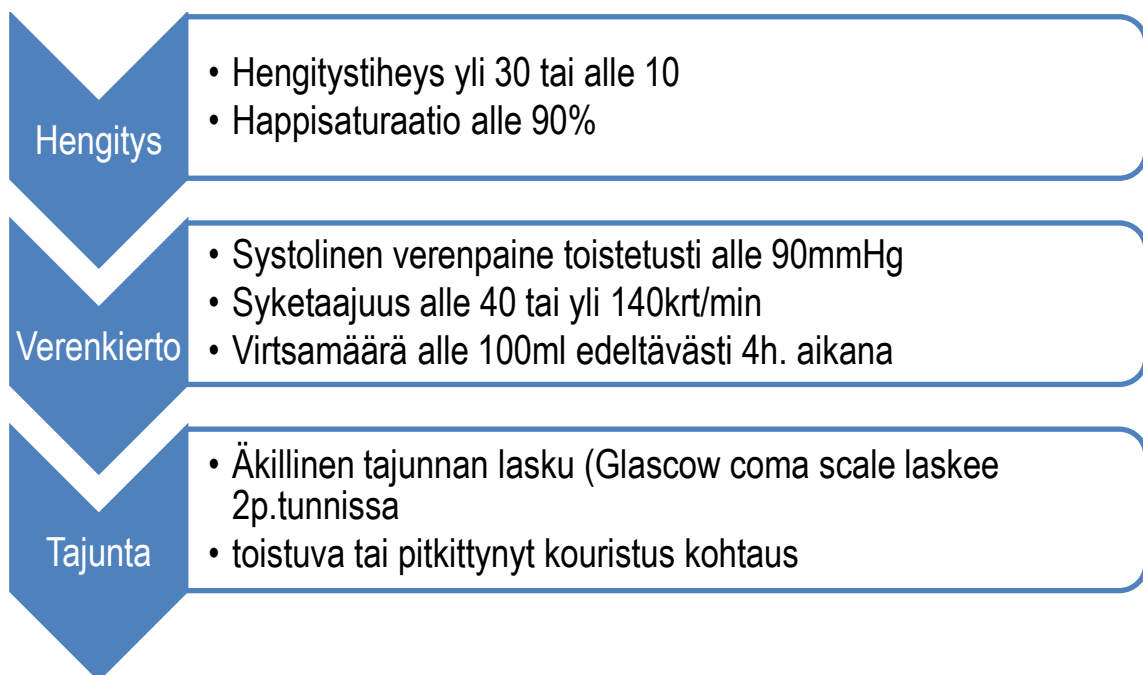 Hengitys
• Hengitystiheys yli 30 tai alle 10
• Happisaturaatio alle 90%
Verenkierto
• Systolinen verenpaine toistetusti alle 90mmHg
• Syketaajuus alle 40 tai yli 140krt/min
• Virtsamäärä alle 100ml edeltävästi 4h. aikana
Tajunta
• Äkillinen tajunnan lasku (Glascow coma scale laskee
2p.tunnissa
• toistuva tai pitkittynyt kouristus kohtaus